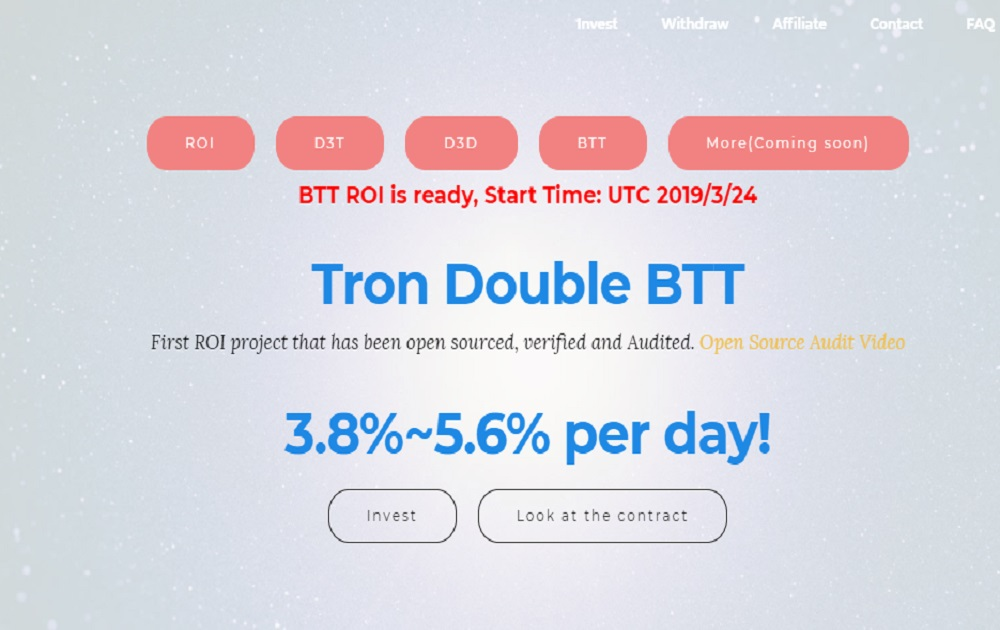 Invest Withdraw Affiliate Contact FAQ
ROI D3T D3D BTT More(Coming soon)
BTT ROI is ready, Start Time: UTC 2019/3/24
Tron Double BTT
First ROI project that has been open sourced, verified and Audited. Open Source Audit Video
3.8%~5.6% per day!
Invest Look at the contract